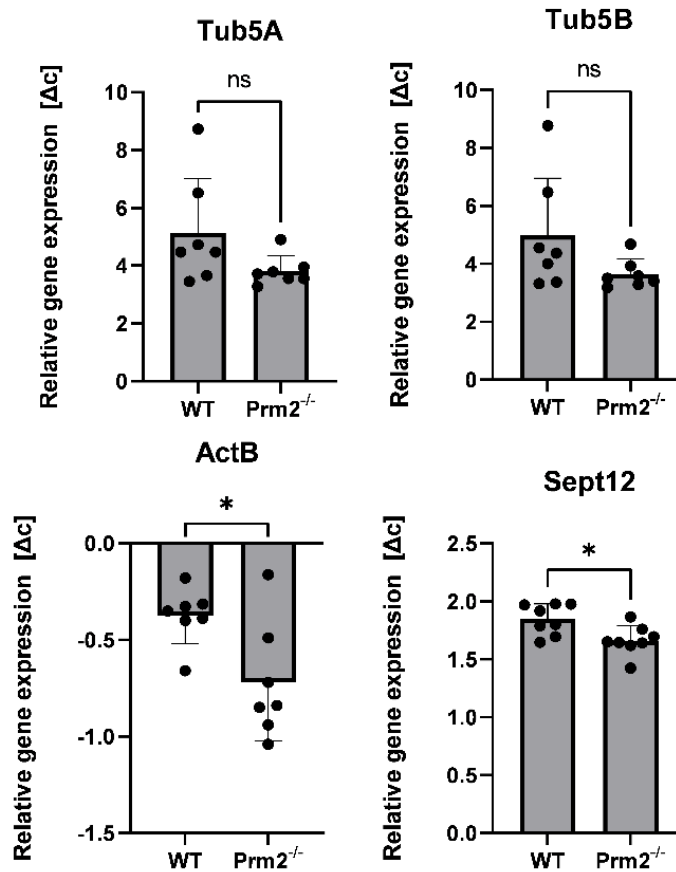 Tub5A
Relative gene expression [Δc]
10
8
6
4
2
0
ns
WT Prm2⁻/⁻
Tub5B
Relative gene expression [Δc]
10
8
6
4
2
0
ns
WT Prm2⁻/⁻
ActB
Relative gene expression [Δc]
0.0
-0.5
-1.0
-1.5
*
WT Prm2⁻/⁻
Sept12
Relative gene expression [Δc]
2.5
2.0
1.5
1.0
0.5
0.0
*
WT Prm2⁻/⁻